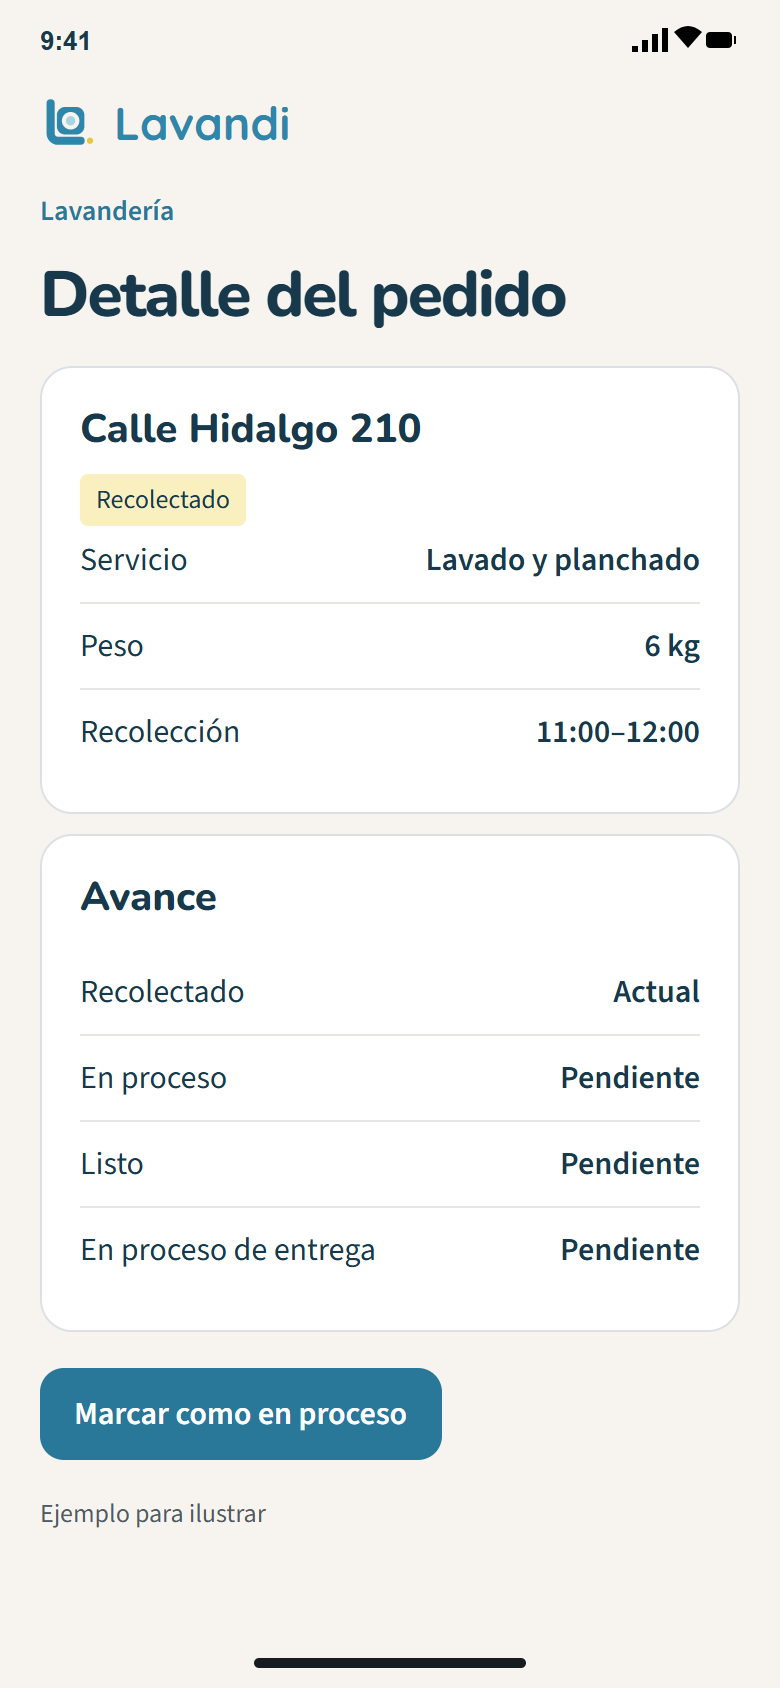 9:41
Lavandi
Lavandería
Detalle del pedido
Calle Hidalgo 210
Recolectado
Servicio Lavado y planchado
Peso 6 kg
Recolección 11:00–12:00
Avance
Recolectado Actual
En proceso Pendiente
Listo Pendiente
En proceso de entrega Pendiente
Marcar como en proceso
Ejemplo para ilustrar